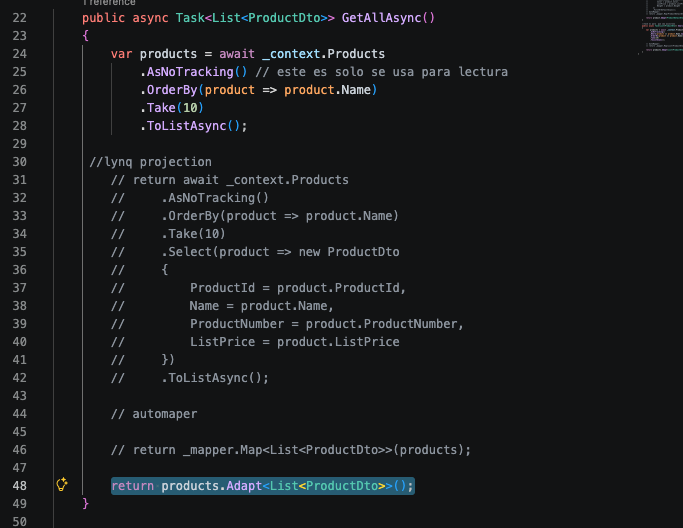 1 reference
22 public async Task<List<ProductDto>> GetAllAsync()
23 {
24 var products = await _context.Products
25 .AsNoTracking() // este es solo se usa para lectura
26 .OrderBy(product => product.Name)
27 .Take(10)
28 .ToListAsync();
29
30 //lynq projection
31 // return await _context.Products
32 // .AsNoTracking()
33 // .OrderBy(product => product.Name)
34 // .Take(10)
35 // .Select(product => new ProductDto
36 // {
37 // ProductId = product.ProductId,
38 // Name = product.Name,
39 // ProductNumber = product.ProductNumber,
40 // ListPrice = product.ListPrice
41 // })
42 // .ToListAsync();
43
44 // automaper
45
46 // return _mapper.Map<List<ProductDto>>(products);
47
48 return products.Adapt<List<ProductDto>>();
49 }
50